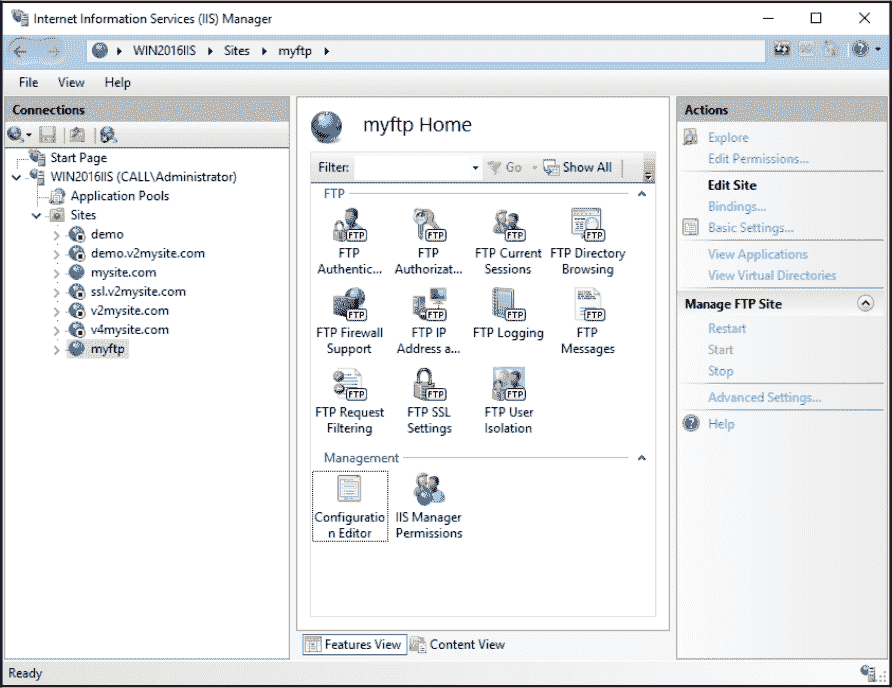 Internet Information Services (IIS) Manager
WIN2016IIS Sites myftp
File View Help
Connections
Start Page
WIN2016IIS (CALL\Administrator)
Application Pools
Sites
demo
demo.v2mysite.com
mysite.com
ssl.v2mysite.com
v2mysite.com
v4mysite.com
myftp
myftp Home
Filter: Go Show All
FTP
FTP
Authentic...
FTP
Authorizat...
FTP Current
Sessions
FTP Directory
Browsing
FTP Firewall
Support
FTP IP
Address a...
FTP Logging
FTP
Messages
FTP Request
Filtering
FTP SSL
Settings
FTP User
Isolation
Management
Configuratio
n Editor
IIS Manager
Permissions
Features View Content View
Actions
Explore
Edit Permissions...
Edit Site
Bindings...
Basic Settings...
View Applications
View Virtual Directories
Manage FTP Site
Restart
Start
Stop
Advanced Settings...
Help
Ready